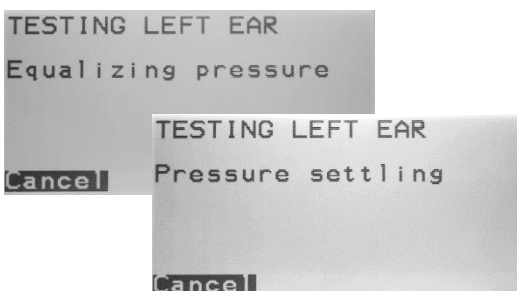 TESTING LEFT EAR
Equalizing pressure
Cancel
TESTING LEFT EAR
Pressure settling
Cancel